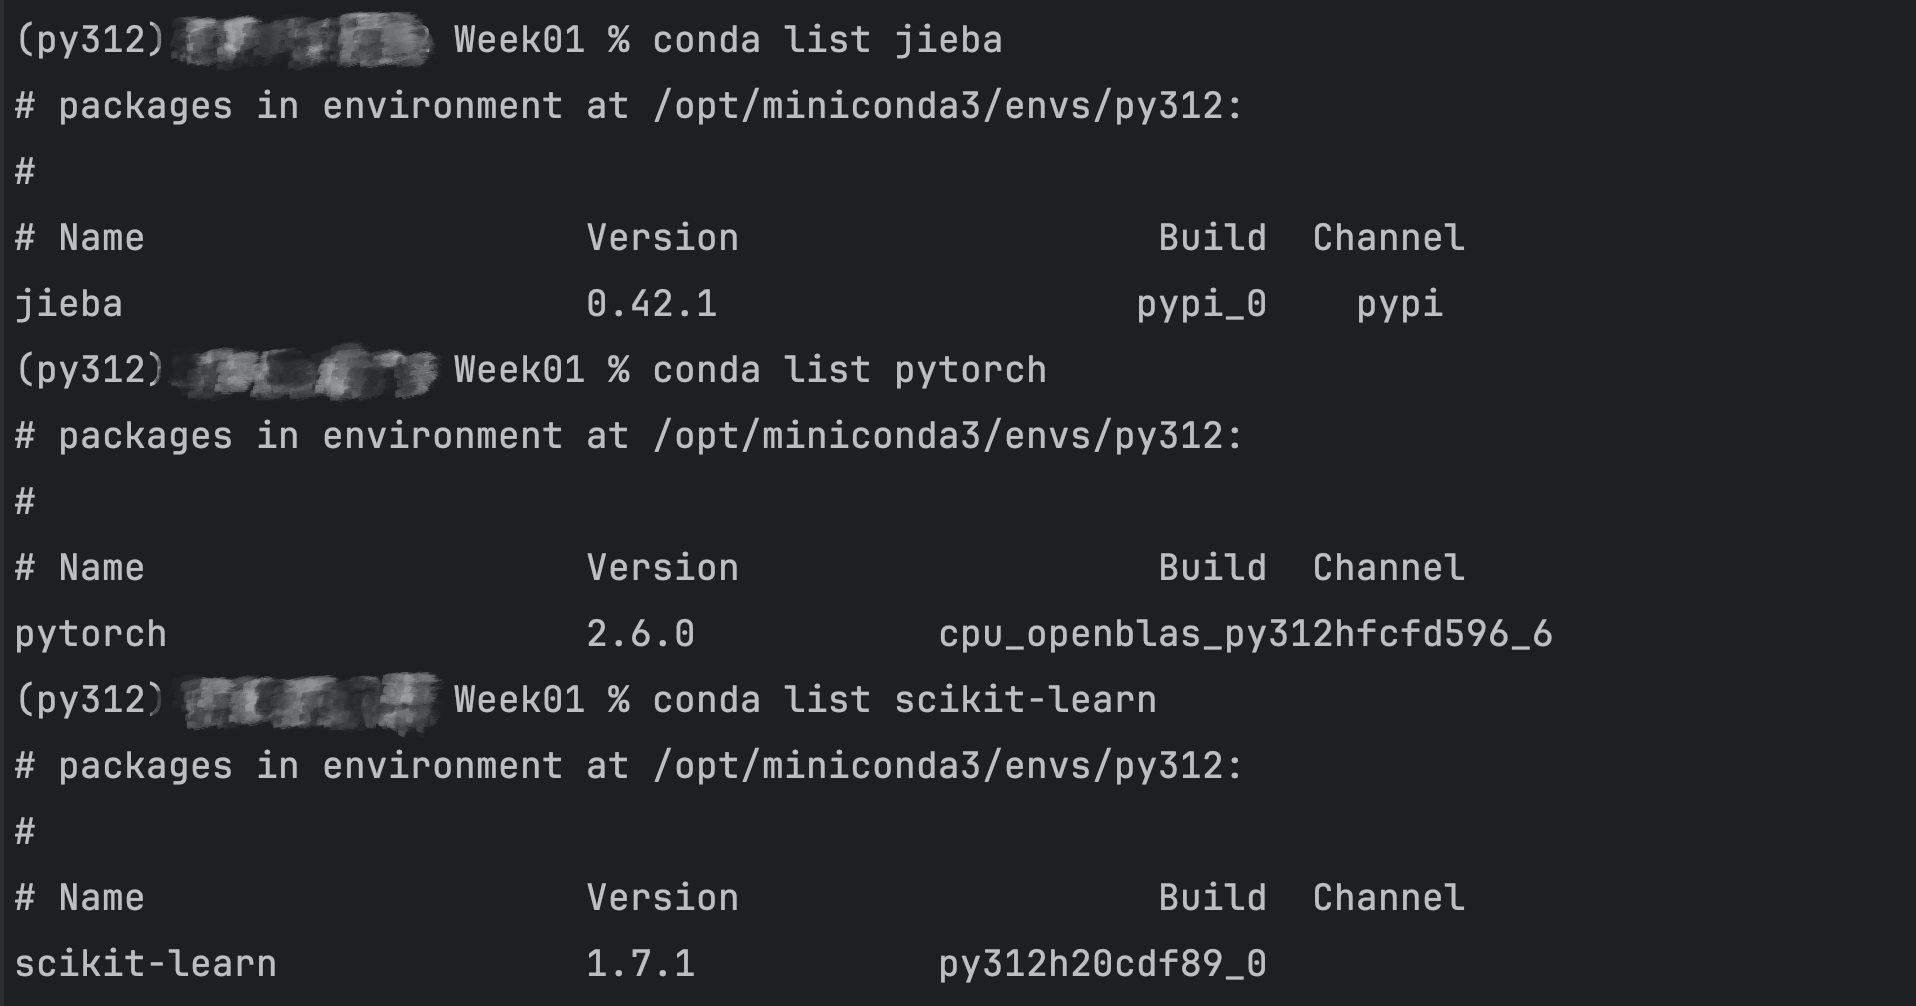 (py312) Week01 % conda list jieba
# packages in environment at /opt/miniconda3/envs/py312:
#
# Name Version Build Channel
jieba 0.42.1 pypi_0 pypi
(py312) Week01 % conda list pytorch
# packages in environment at /opt/miniconda3/envs/py312:
#
# Name Version Build Channel
pytorch 2.6.0 cpu_openblas_py312hfcfd596_6
(py312) Week01 % conda list scikit-learn
# packages in environment at /opt/miniconda3/envs/py312:
#
# Name Version Build Channel
scikit-learn 1.7.1 py312h20cdf89_0